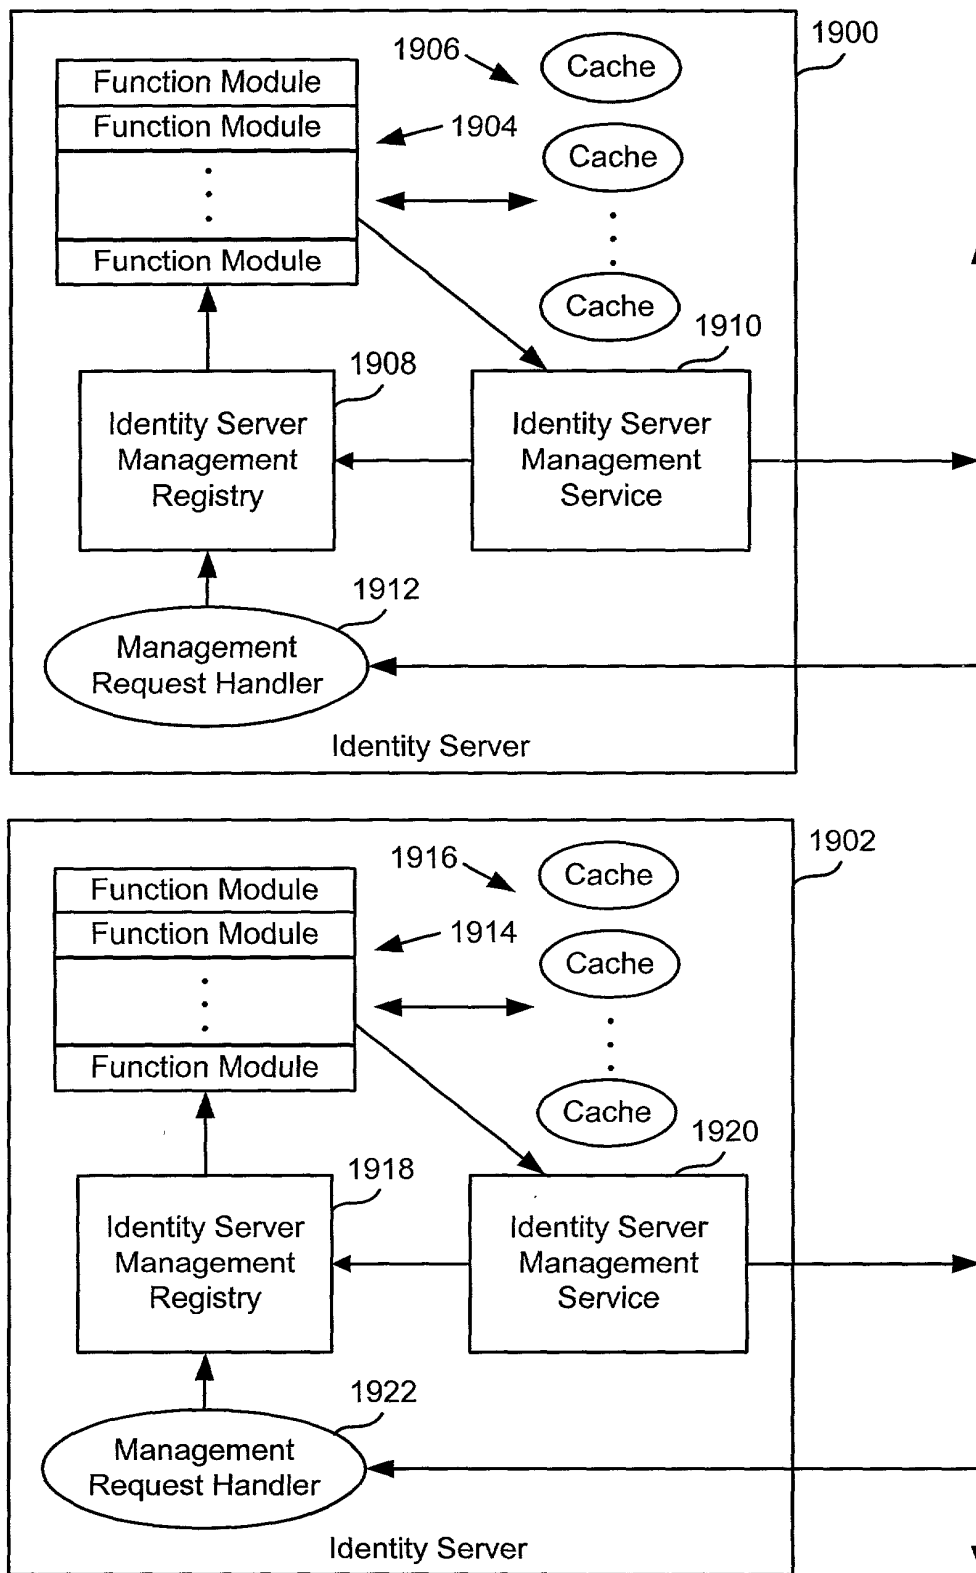 1900
1906
Cache
Function Module
Function Module
1904
Cache
Function Module
Cache
1910
1908
Identity Server
Management
Registry
Identity Server
Management
Service
1912
Management
Request Handler
Identity Server
1902
1916
Cache
Function Module
Function Module
1914
Cache
Function Module
Cache
1920
1918
Identity Server
Management
Registry
Identity Server
Management
Service
1922
Management
Request Handler
Identity Server